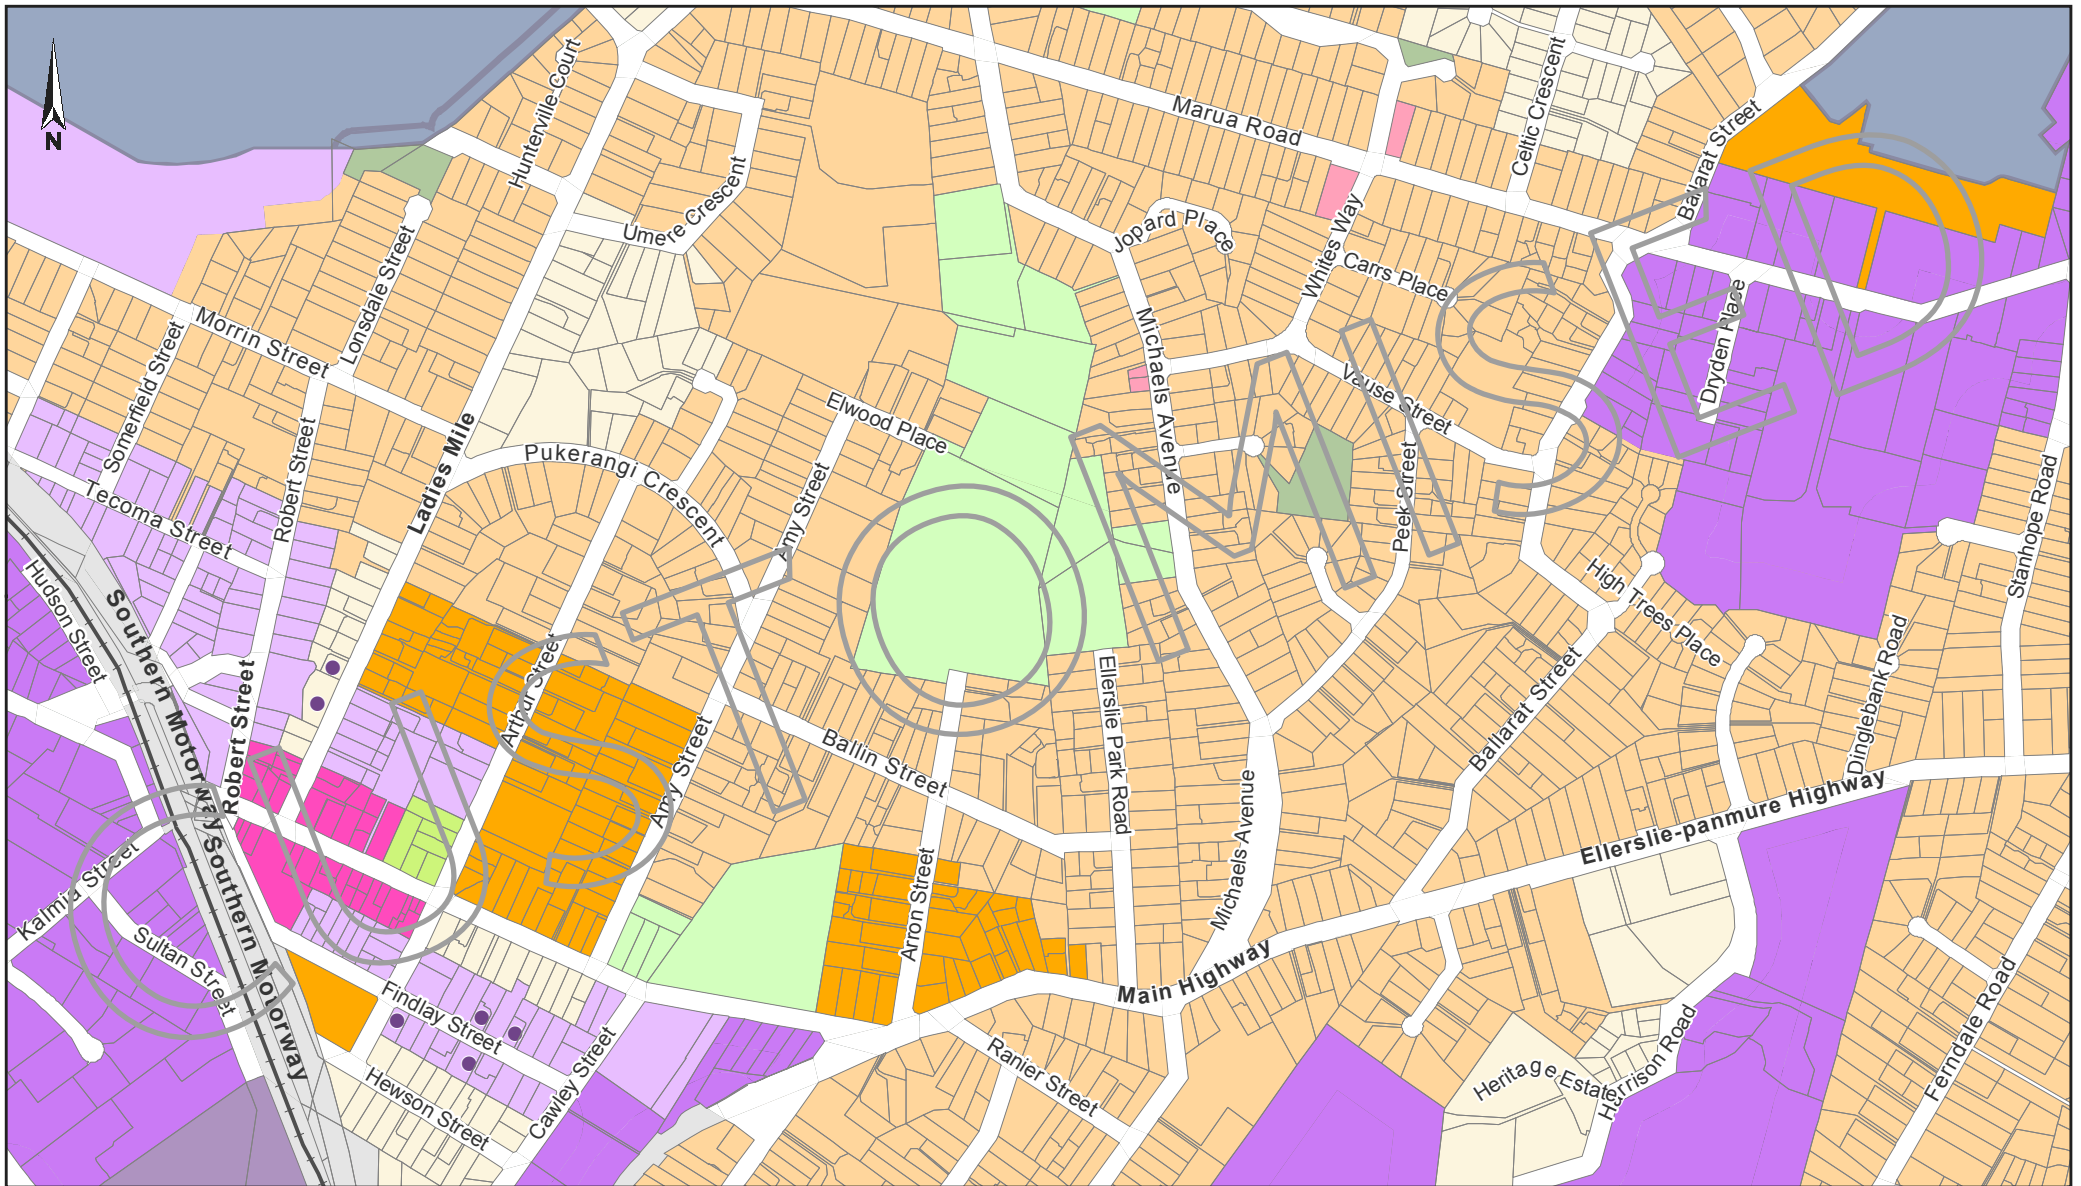 N
Hunterville Court
Marua Road
Celtic Crescent
Ballarat Street
Umere Crescent
Jopard Place
Whites Way
Carrs Place
Lonsdale Street
Morrin Street
Somerfield Street
Michaels Avenue
Dryden Place
Vause Street
Elwood Place
Robert Street
Ladies Mile
Pukerangi Crescent
Amy Street
Peek Street
Tecoma Street
Stanhope Road
Hudson Street
Southern Motorway
High Trees Place
Robert Street
Arthur Street
Ellerslie Park Road
Ballarat Street
Dinglebank Road
Amy Street
Ballin Street
Michaels Avenue
Ellerslie-panmure Highway
Southern Motorway
Kalmia Street
Sultan Street
Arron Street
Main Highway
Findlay Street
Hewson Street
Cawley Street
Ranier Street
Heritage Estate
Harrison Road
Ferndale Road
CUSTOMISED